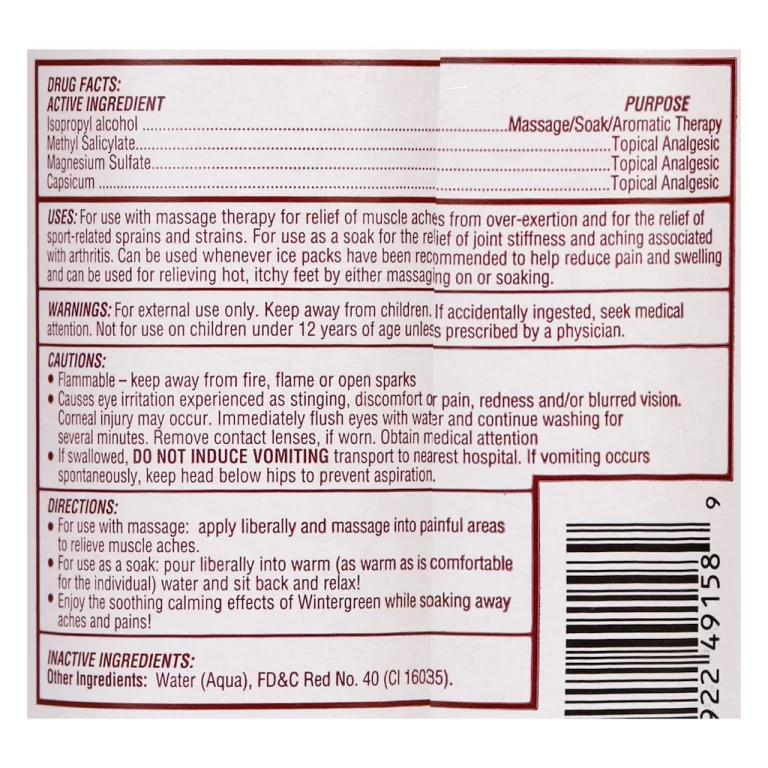 DRUG FACTS:
ACTIVE INGREDIENT PURPOSE
Isopropyl alcohol ........ Massage/Soak/Aromatic Therapy
Methyl Salicylate........ Topical Analgesic
Magnesium Sulfate........ Topical Analgesic
Capsicum ........ Topical Analgesic
USES: For use with massage therapy for relief of muscle aches from over-exertion and for the relief of
sport-related sprains and strains. For use as a soak for the relief of joint stiffness and aching associated
with arthritis. Can be used whenever ice packs have been recommended to help reduce pain and swelling
and can be used for relieving hot, itchy feet by either massaging on or soaking.
WARNINGS: For external use only. Keep away from children. If accidentally ingested, seek medical
attention. Not for use on children under 12 years of age unless prescribed by a physician.
CAUTIONS:
• Flammable – keep away from fire, flame or open sparks
• Causes eye irritation experienced as stinging, discomfort or pain, redness and/or blurred vision.
Corneal injury may occur. Immediately flush eyes with water and continue washing for
several minutes. Remove contact lenses, if worn. Obtain medical attention
• If swallowed, DO NOT INDUCE VOMITING transport to nearest hospital. If vomiting occurs
spontaneously, keep head below hips to prevent aspiration.
DIRECTIONS:
• For use with massage: apply liberally and massage into painful areas
to relieve muscle aches.
• For use as a soak: pour liberally into warm (as warm as is comfortable
for the individual) water and sit back and relax!
• Enjoy the soothing calming effects of Wintergreen while soaking away
aches and pains!
INACTIVE INGREDIENTS:
Other Ingredients: Water (Aqua), FD&C Red No. 40 (CI 16035).
922 49158 9